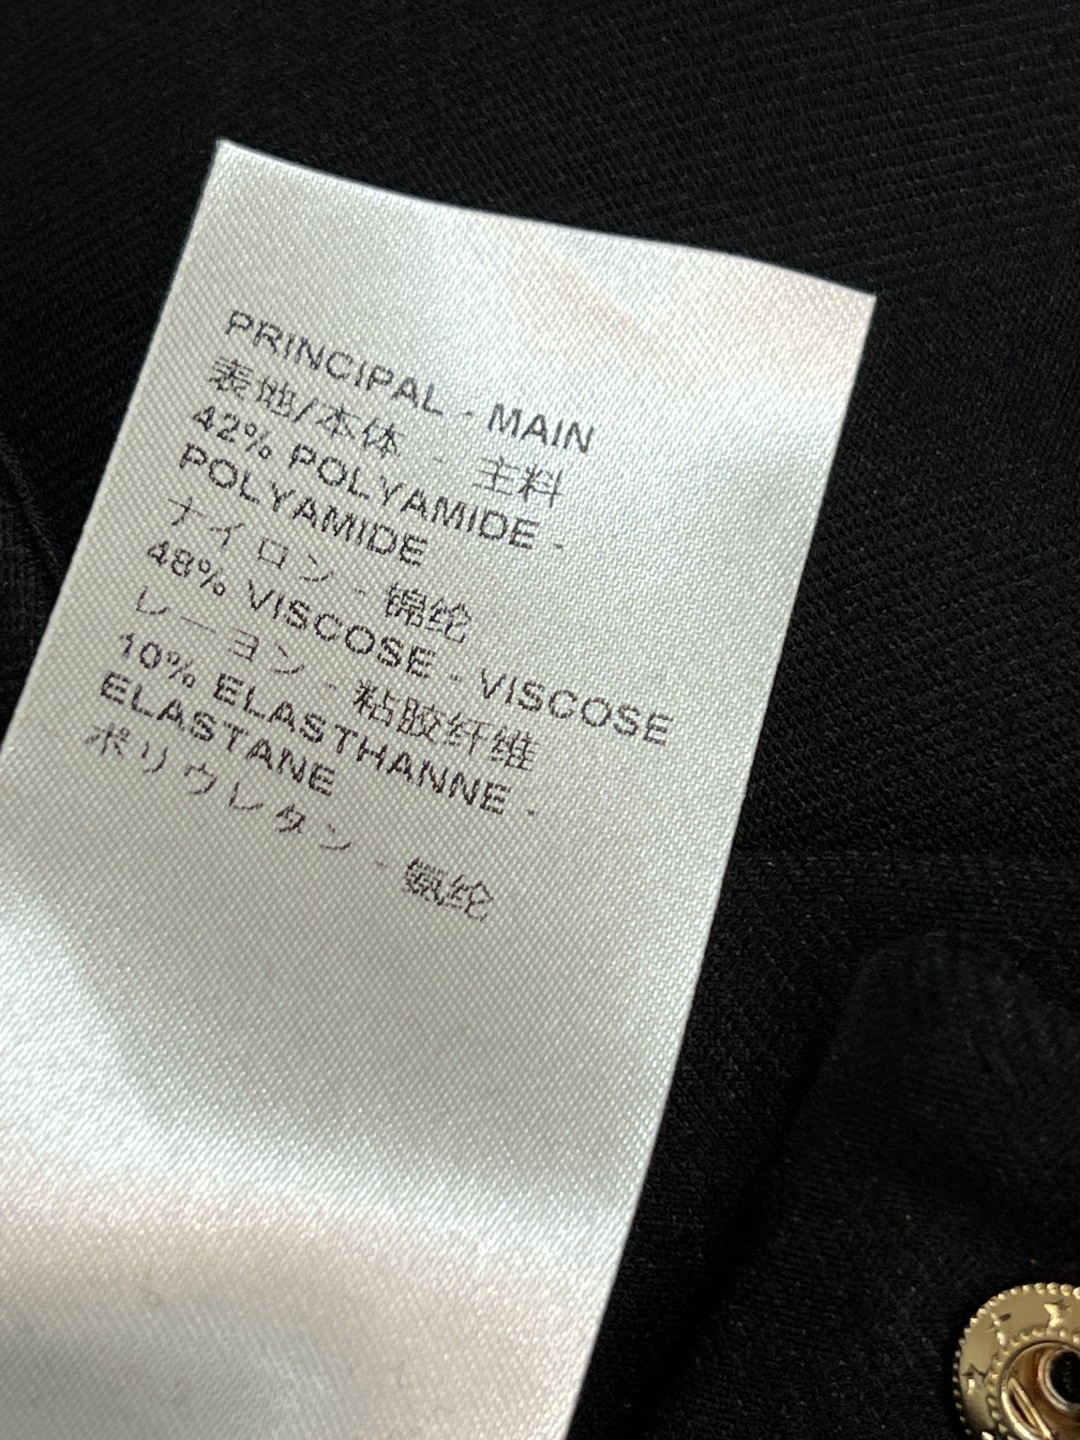 PRINCIPAL - MAIN
表地/本体 - 主料
42% POLYAMIDE -
POLYAMIDE
ナイロン - 锦纶
48% VISCOSE - VISCOSE
レーヨン - 粘胶纤维
10% ELASTHANNE -
ELASTANE
ポリウレタン - 氨纶